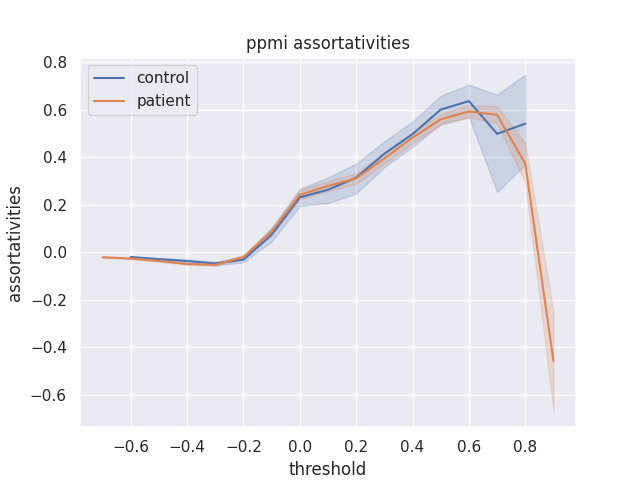 ppmi assortativities
control
patient
0.8
0.6
0.4
0.2
0.0
−0.2
−0.4
−0.6
assortativities
−0.6 −0.4 −0.2 0.0 0.2 0.4 0.6 0.8
threshold